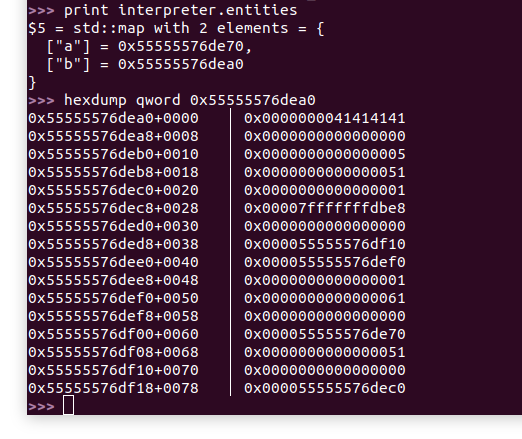 >>> print interpreter.entities
$5 = std::map with 2 elements = {
  ["a"] = 0x55555576de70,
  ["b"] = 0x55555576dea0
}
>>> hexdump qword 0x55555576dea0
0x55555576dea0+0000 │ 0x0000000041414141
0x55555576dea8+0008 │ 0x0000000000000000
0x55555576deb0+0010 │ 0x0000000000000005
0x55555576deb8+0018 │ 0x0000000000000051
0x55555576dec0+0020 │ 0x0000000000000001
0x55555576dec8+0028 │ 0x00007fffffffdbe8
0x55555576ded0+0030 │ 0x0000000000000000
0x55555576ded8+0038 │ 0x000055555576df10
0x55555576dee0+0040 │ 0x000055555576def0
0x55555576dee8+0048 │ 0x0000000000000001
0x55555576def0+0050 │ 0x0000000000000061
0x55555576def8+0058 │ 0x0000000000000000
0x55555576df00+0060 │ 0x000055555576de70
0x55555576df08+0068 │ 0x0000000000000051
0x55555576df10+0070 │ 0x0000000000000000
0x55555576df18+0078 │ 0x000055555576dec0
>>>